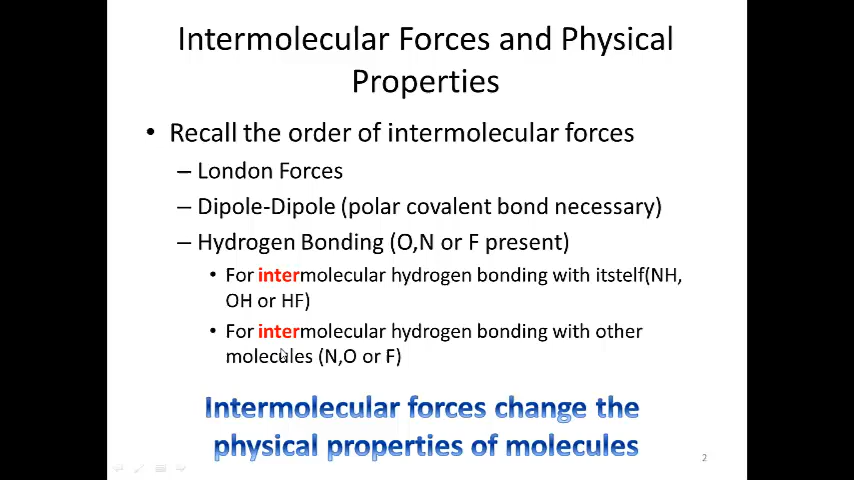 Intermolecular Forces and Physical
Properties
• Recall the order of intermolecular forces
– London Forces
– Dipole-Dipole (polar covalent bond necessary)
– Hydrogen Bonding (O,N or F present)
• For intermolecular hydrogen bonding with itstelf(NH,
OH or HF)
• For intermolecular hydrogen bonding with other
molecules (N,O or F)
Intermolecular forces change the
physical properties of molecules
2